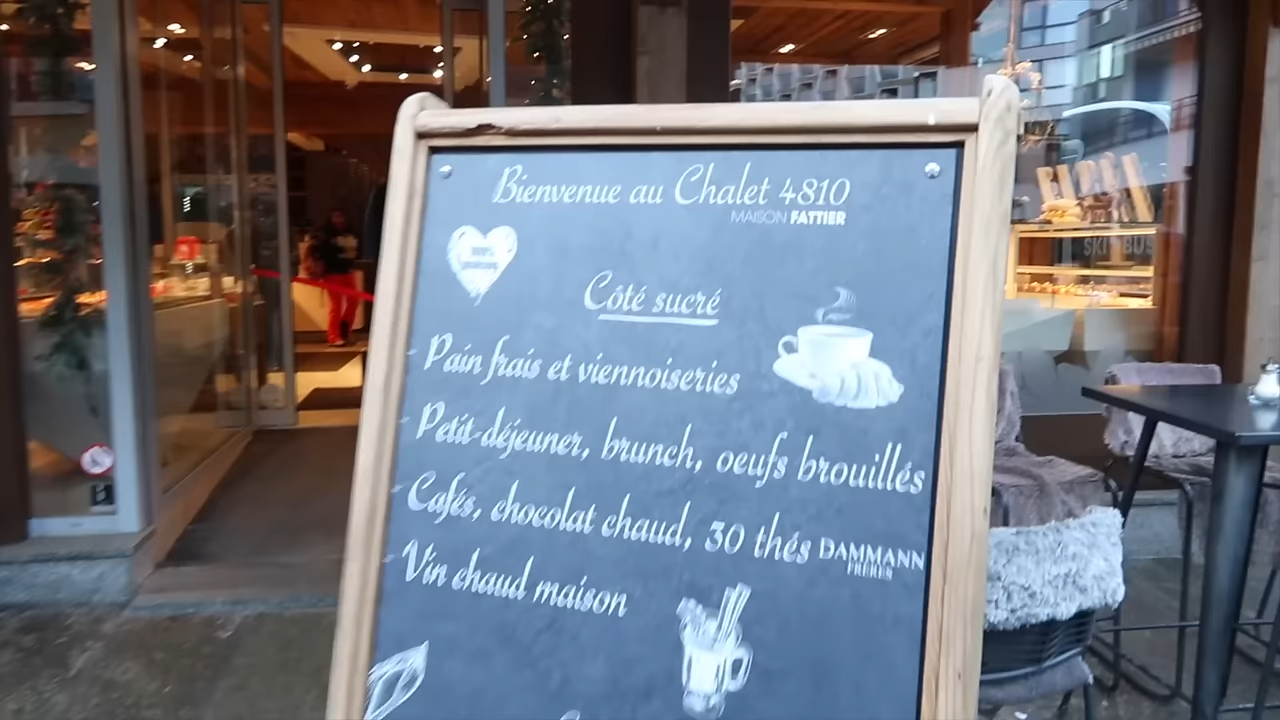 Bienvenue au Chalet 4810
MAISON FATTIER
Côté sucré
- Pain frais et viennoiseries
- Petit-déjeuner, brunch, oeufs brouillés
- Cafés, chocolat chaud, 30 thés DAMMANN
FRÈRES
- Vin chaud maison
SKI BUS